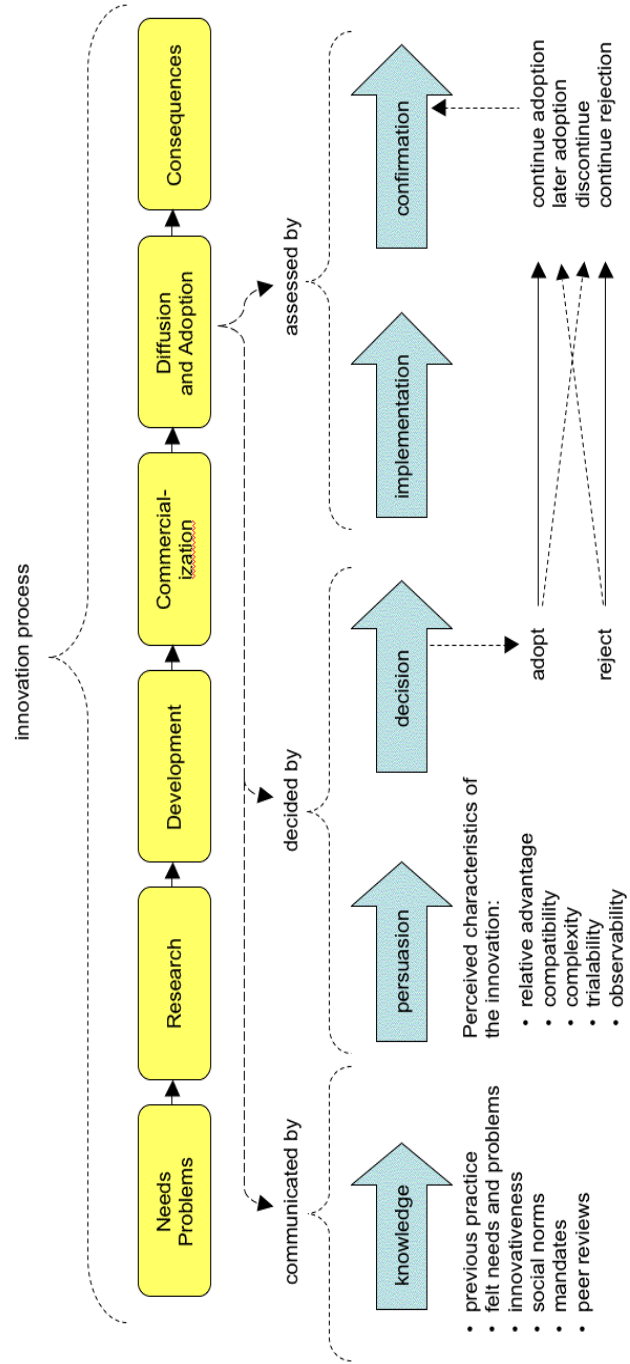 innovation process
Needs
Problems
Research
Development
Commercial-
ization
Diffusion
and Adoption
Consequences
communicated by
decided by
assessed by
knowledge
persuasion
decision
implementation
confirmation
• previous practice
• felt needs and problems
• innovativeness
• social norms
• mandates
• peer reviews
Perceived characteristics of
the innovation:
• relative advantage
• compatibility
• complexity
• trialability
• observability
adopt
reject
continue adoption
later adoption
discontinue
continue rejection